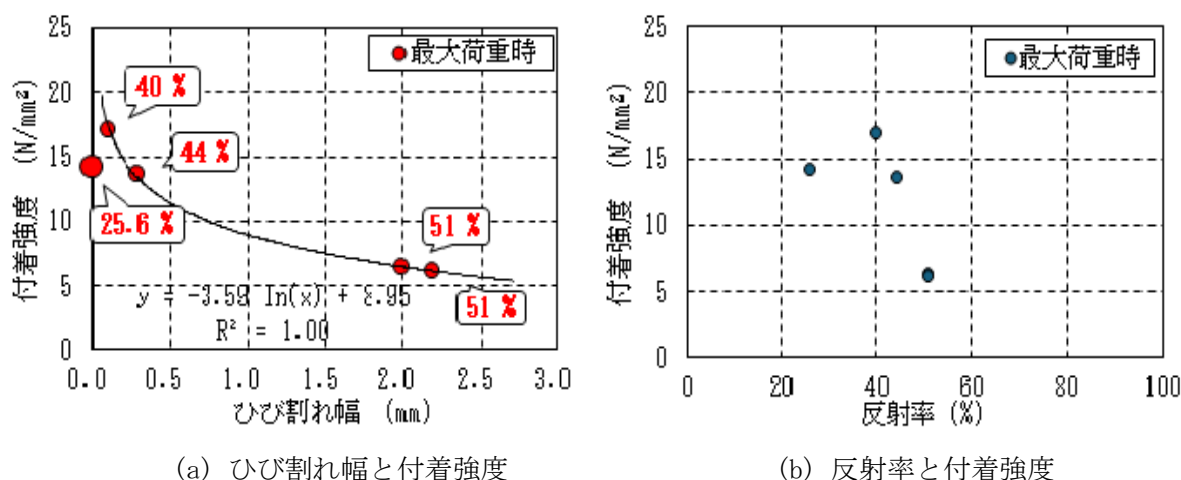 25
20
15
10
5
0
付着強度 (N/mm²)
最大荷重時
40 %
44 %
25.6 %
51 %
51 %
y = -3.59 ln(x) + 8.95
R² = 1.00
0.0 0.5 1.0 1.5 2.0 2.5 3.0
ひび割れ幅 (mm)
(a) ひび割れ幅と付着強度
25
20
15
10
5
0
付着強度 (N/mm²)
最大荷重時
0 20 40 60 80 100
反射率 (%)
(b) 反射率と付着強度